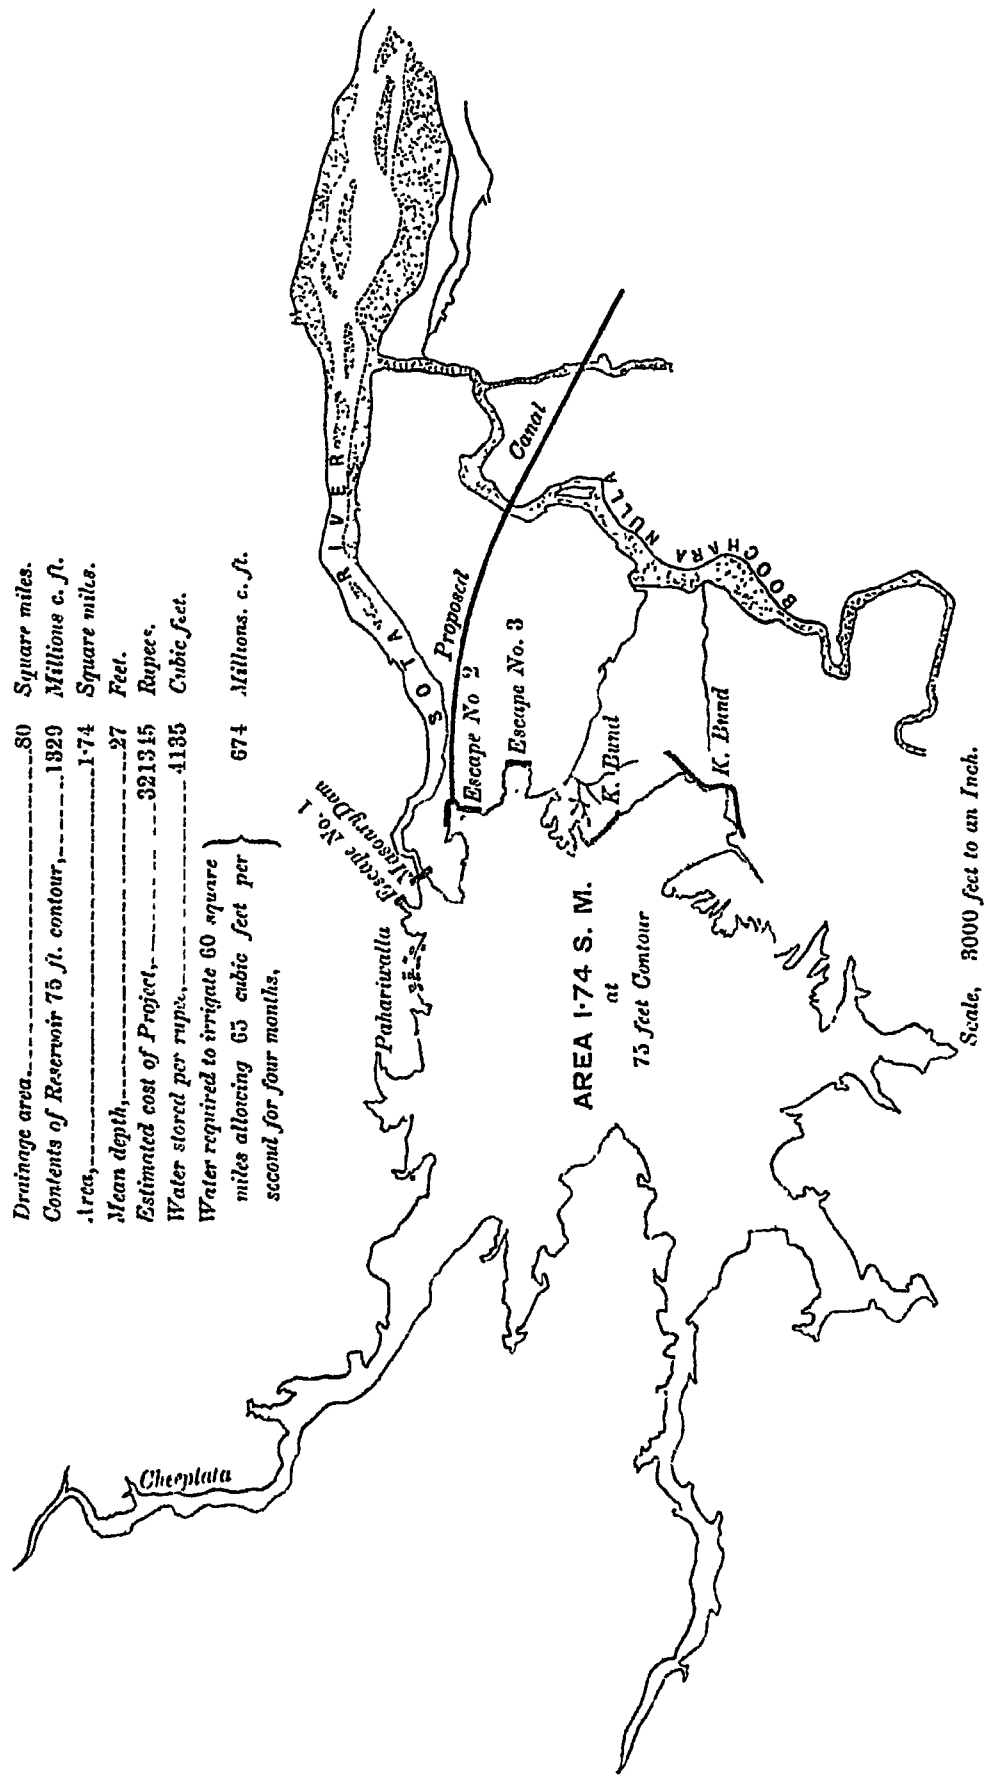 Drainage area 80 Square miles.
Contents of Reservoir 75 ft. contour, 1329 Millions c. ft.
Area, 1·74 Square miles.
Mean depth, 27 Feet.
Estimated cost of Project, 321315 Rupees.
Water stored per rupee, 4135 Cubic feet.
Water required to irrigate 60 square
miles allowing 65 cubic feet per
second for four months,
674 Millions. c. ft.
SOTA RIVER
Escape No. 1
Masonry Dam
Pahariwalla
Cheeplata
Proposed Canal
Escape No 2
Escape No. 3
K. Bund
K. Bund
BOOCHARA NULLA
AREA 1·74 S. M.
at
75 feet Contour
Scale, 3000 feet to an Inch.